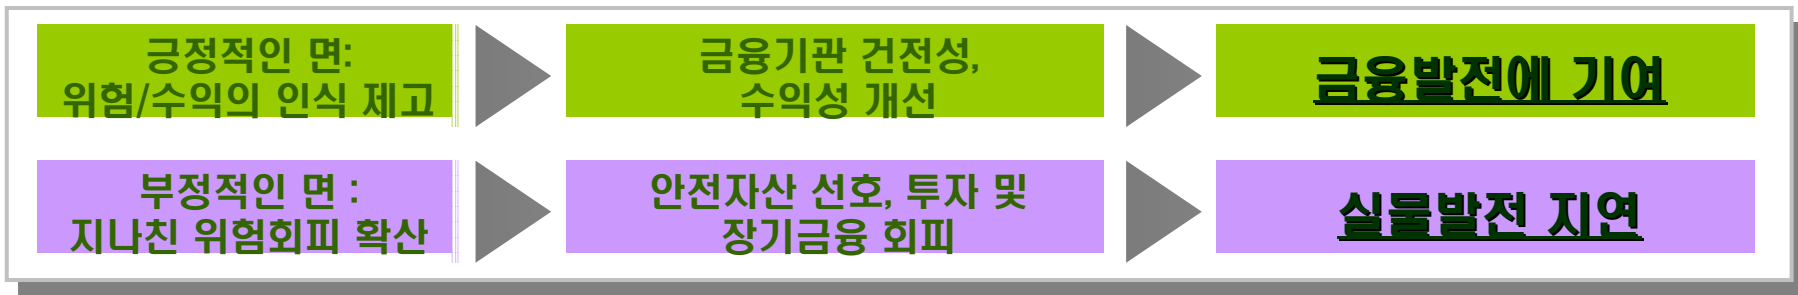 긍정적인 면:
위험/수익의 인식 제고
금융기관 건전성,
수익성 개선
금융발전에 기여
부정적인 면 :
지나친 위험회피 확산
안전자산 선호, 투자 및
장기금융 회피
실물발전 지연